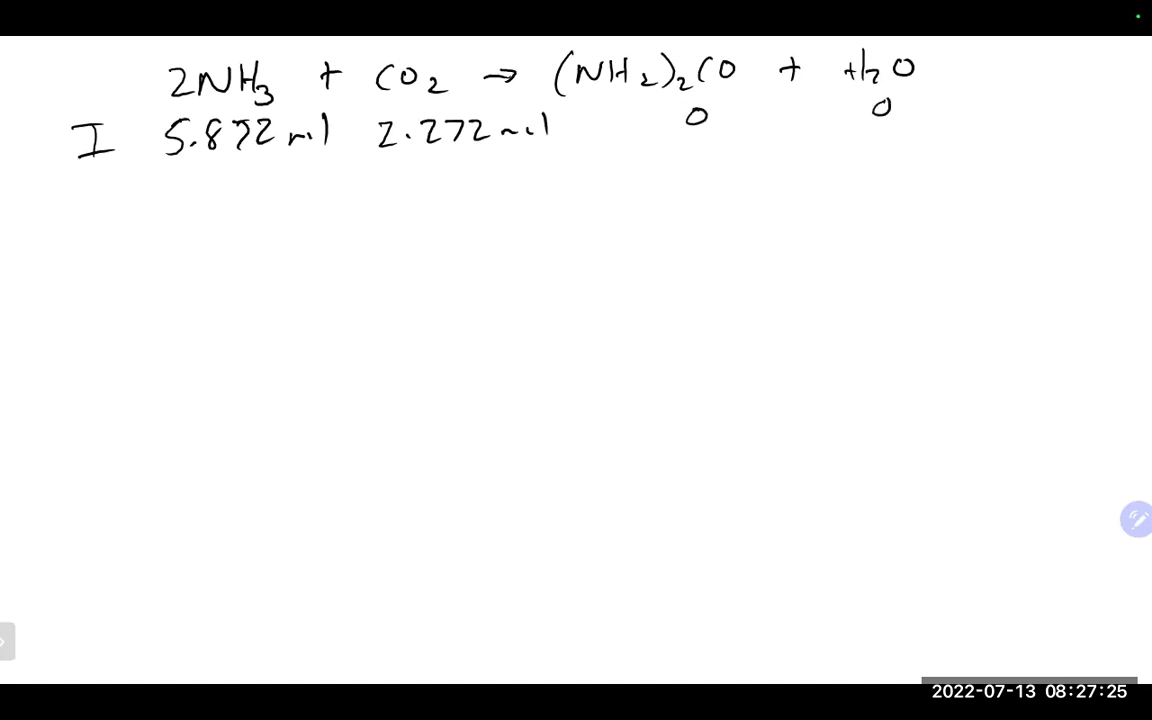 2NH₃ + CO₂ → (NH₂)₂CO + H₂O
I 5.872 mol 2.272 mol 0 0
2022-07-13 08:27:25